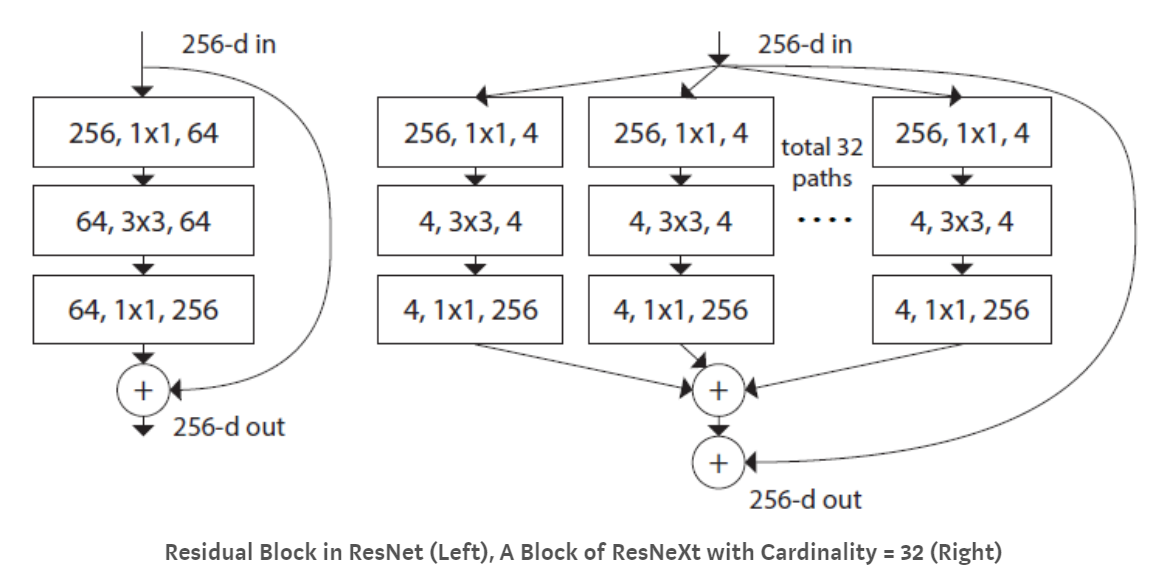 256-d in
256, 1x1, 64
64, 3x3, 64
64, 1x1, 256
+
256-d out
256-d in
256, 1x1, 4
256, 1x1, 4
total 32
paths
256, 1x1, 4
4, 3x3, 4
4, 3x3, 4
....
4, 3x3, 4
4, 1x1, 256
4, 1x1, 256
4, 1x1, 256
+
+
256-d out
Residual Block in ResNet (Left), A Block of ResNeXt with Cardinality = 32 (Right)